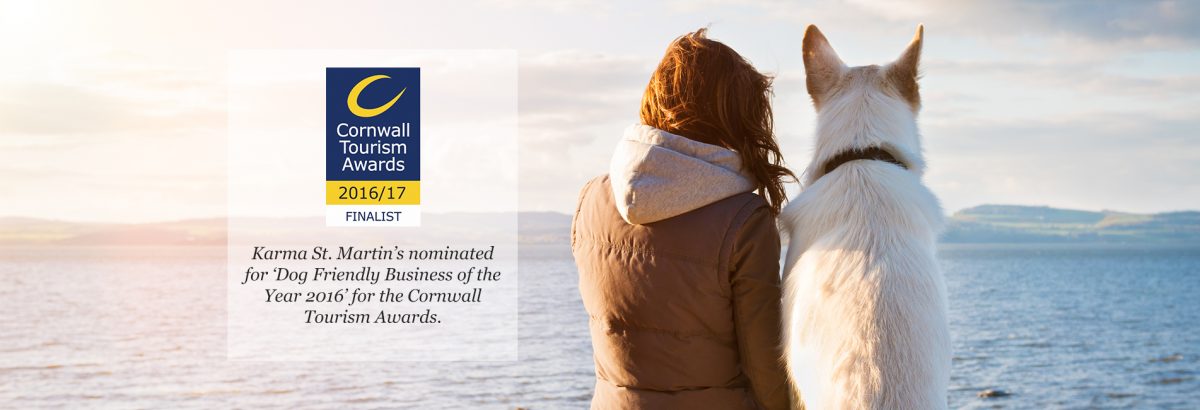 Cornwall
Tourism
Awards
2016/17
FINALIST
Karma St. Martin's nominated
for 'Dog Friendly Business of the
Year 2016' for the Cornwall
Tourism Awards.